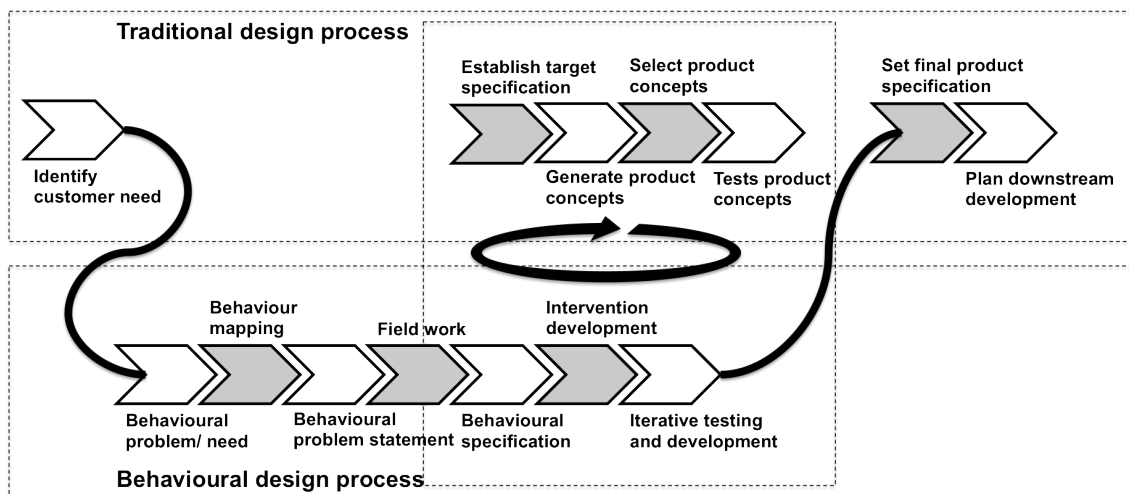 Traditional design process
Establish target
specification
Select product
concepts
Set final product
specification
Identify
customer need
Generate product
concepts
Tests product
concepts
Plan downstream
development
Behaviour
mapping
Field work
Intervention
development
Behavioural
problem/ need
Behavioural
problem statement
Behavioural
specification
Iterative testing
and development
Behavioural design process